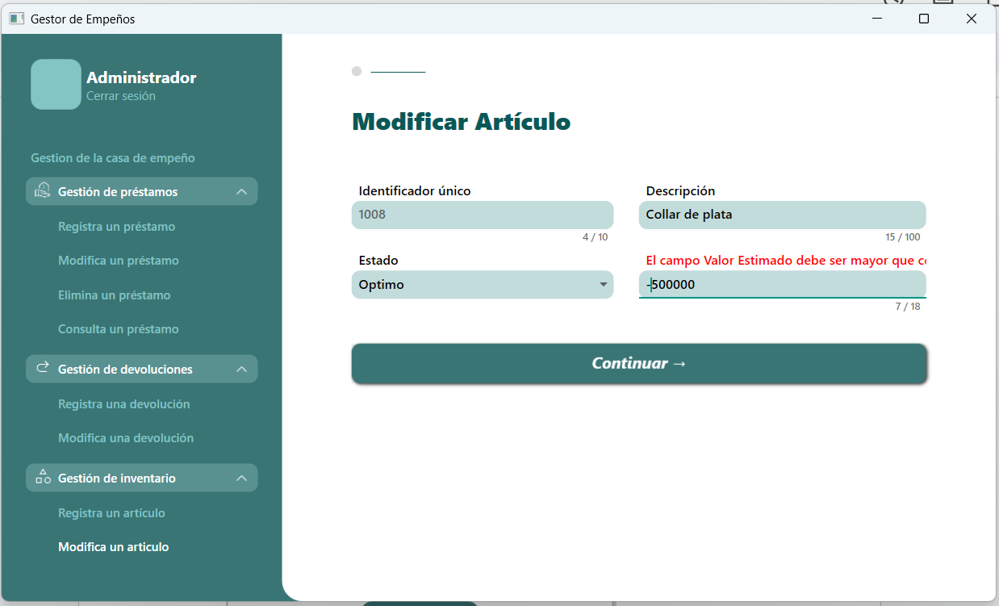 Gestor de Empeños
Administrador
Cerrar sesión
Gestion de la casa de empeño
Gestión de préstamos
Registra un préstamo
Modifica un préstamo
Elimina un préstamo
Consulta un préstamo
Gestión de devoluciones
Registra una devolución
Modifica una devolución
Gestión de inventario
Registra un artículo
Modifica un articulo
Modificar Artículo
Identificador único
1008
4 / 10
Descripción
Collar de plata
15 / 100
Estado
Optimo
El campo Valor Estimado debe ser mayor que
-500000
7 / 18
Continuar →